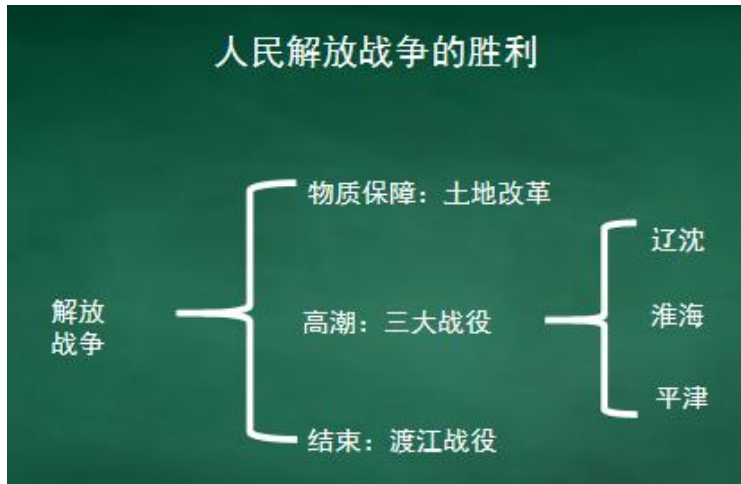 人民解放战争的胜利
物质保障：土地改革
辽沈
解放
战争
高潮：三大战役
淮海
平津
结束：渡江战役